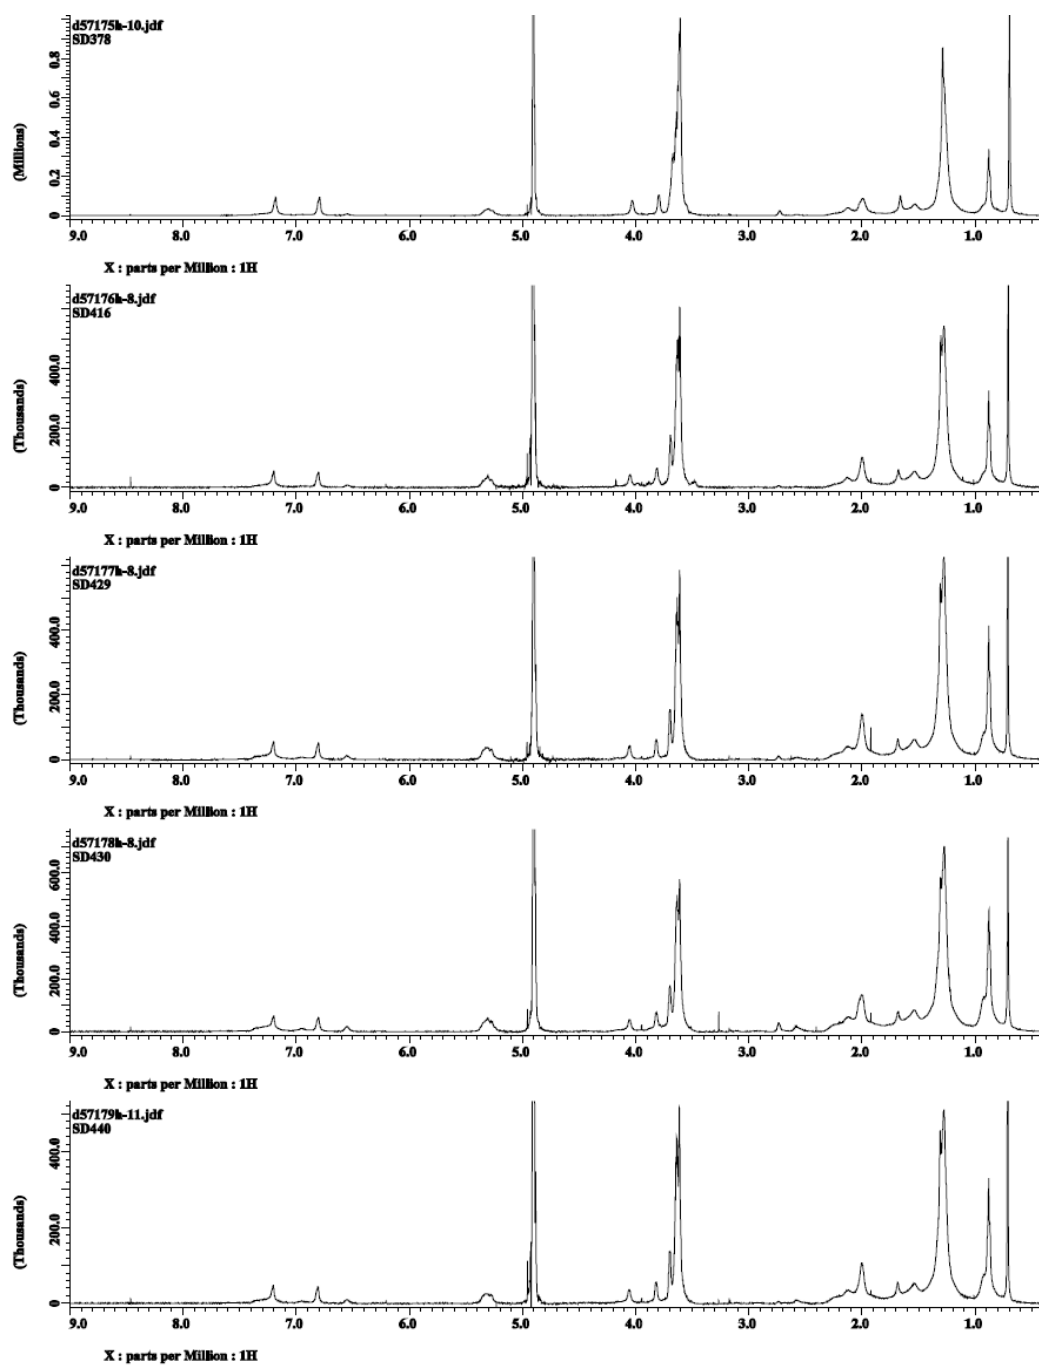 d57175k-10.jdf
SD378
(Millions)
0 0.2 0.4 0.6 0.8
9.0 8.0 7.0 6.0 5.0 4.0 3.0 2.0 1.0
X : parts per Million : 1H
d57176k-8.jdf
SD416
(Thousands)
0 200.0 400.0
9.0 8.0 7.0 6.0 5.0 4.0 3.0 2.0 1.0
X : parts per Million : 1H
d57177k-8.jdf
SD429
(Thousands)
0 200.0 400.0
9.0 8.0 7.0 6.0 5.0 4.0 3.0 2.0 1.0
X : parts per Million : 1H
d57178k-8.jdf
SD430
(Thousands)
0 200.0 400.0 600.0
9.0 8.0 7.0 6.0 5.0 4.0 3.0 2.0 1.0
X : parts per Million : 1H
d57179k-11.jdf
SD440
(Thousands)
0 200.0 400.0
9.0 8.0 7.0 6.0 5.0 4.0 3.0 2.0 1.0
X : parts per Million : 1H